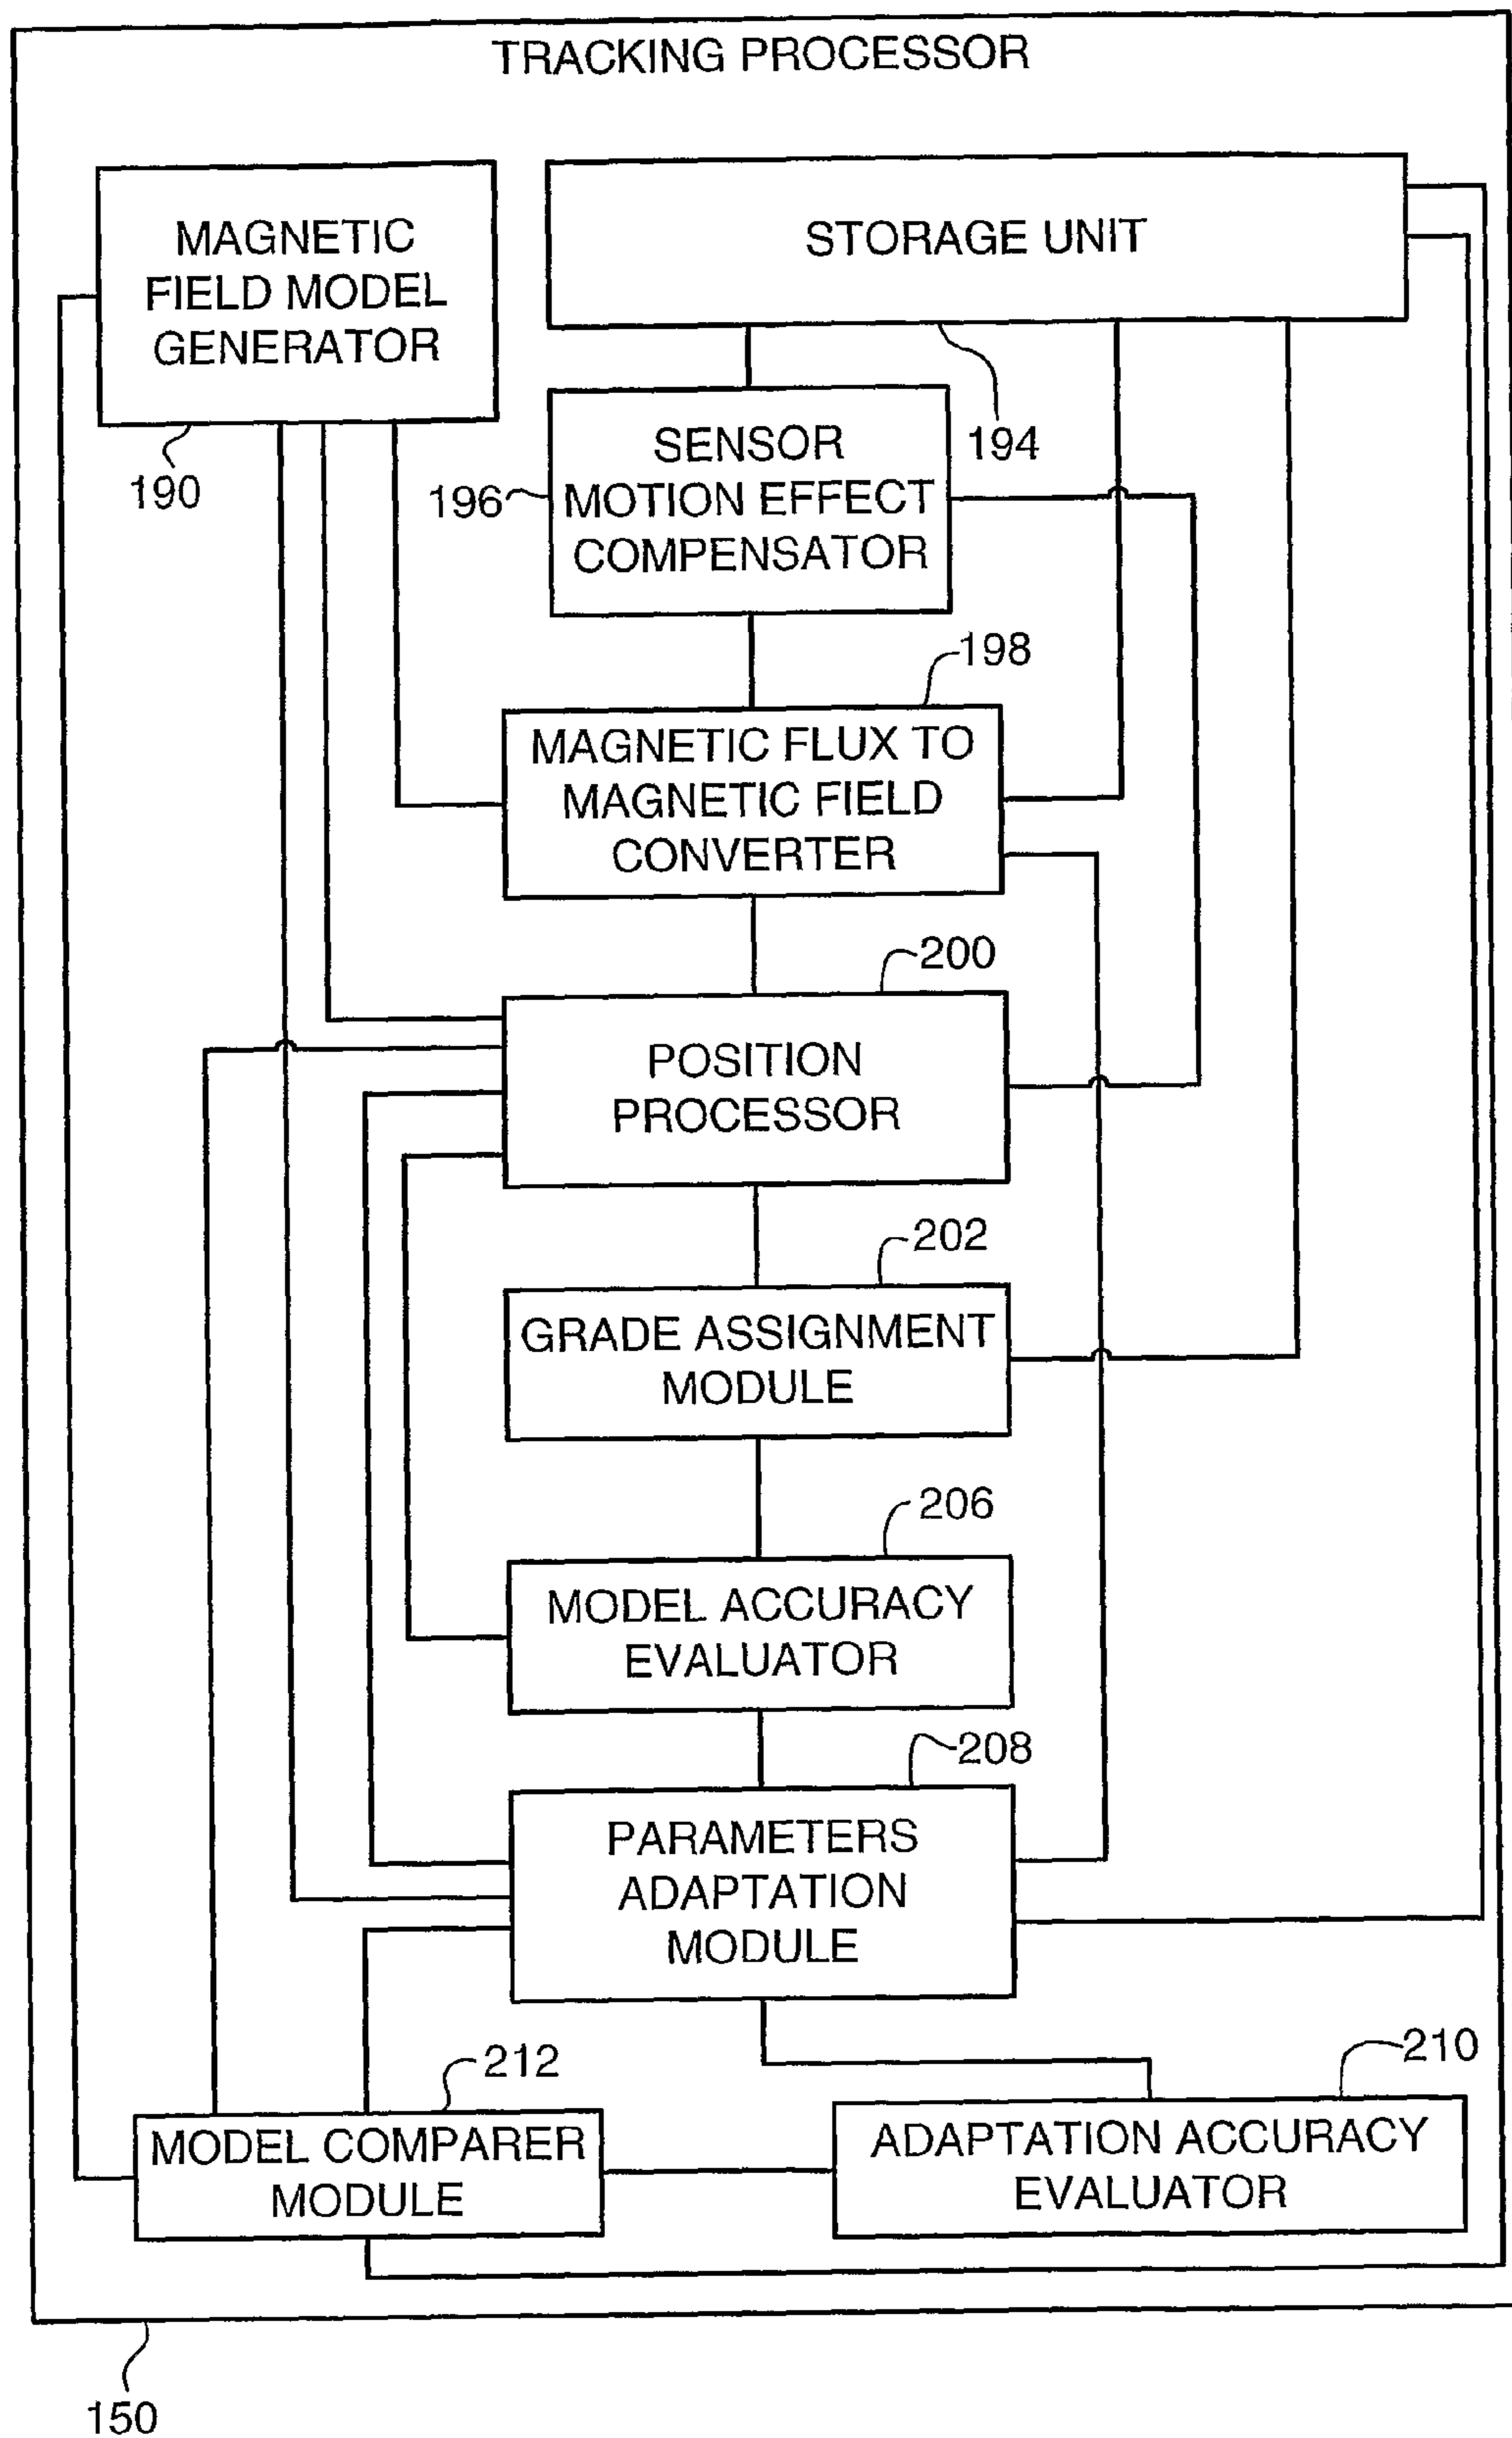 TRACKING PROCESSOR
MAGNETIC
FIELD MODEL
GENERATOR
190
STORAGE UNIT
194
SENSOR
MOTION EFFECT
COMPENSATOR
196
198
MAGNETIC FLUX TO
MAGNETIC FIELD
CONVERTER
200
POSITION
PROCESSOR
202
GRADE ASSIGNMENT
MODULE
206
MODEL ACCURACY
EVALUATOR
208
PARAMETERS
ADAPTATION
MODULE
212
MODEL COMPARER
MODULE
210
ADAPTATION ACCURACY
EVALUATOR
150